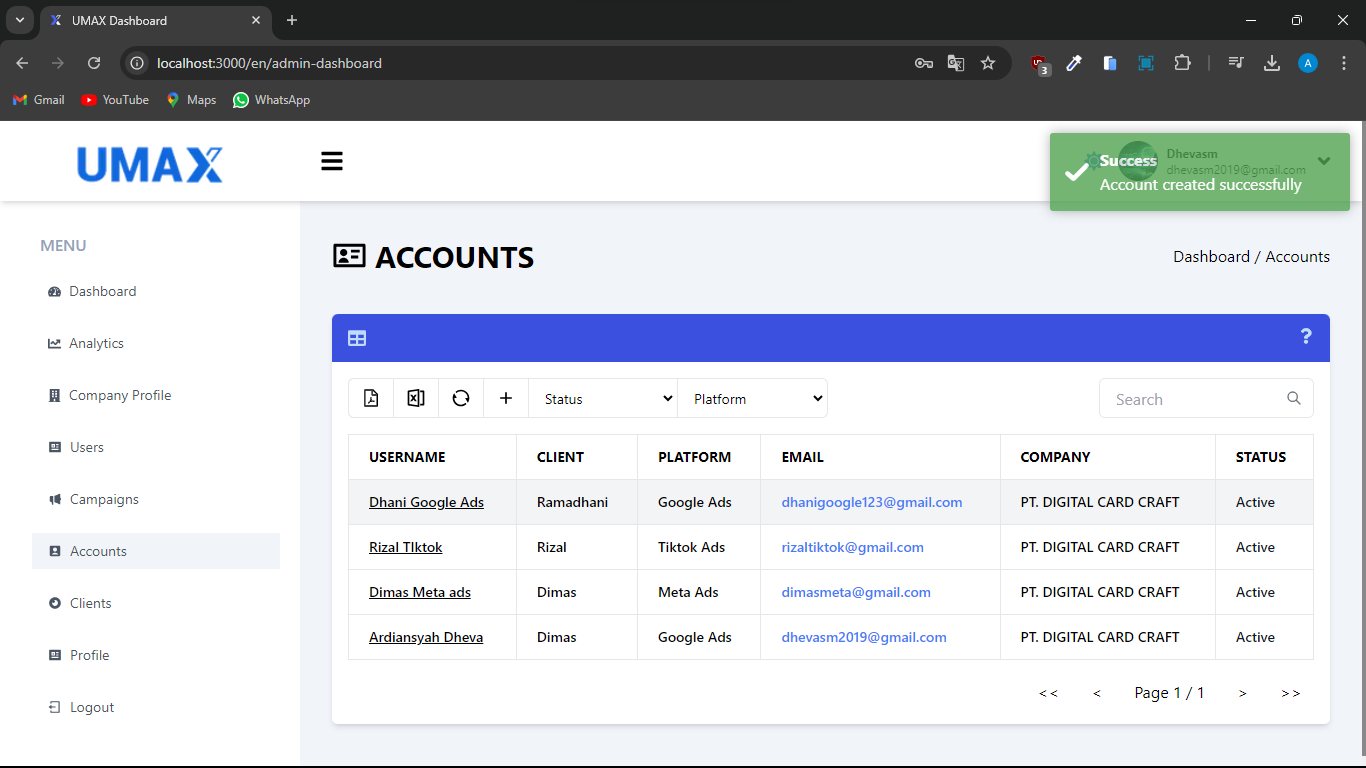 UMAX Dashboard
localhost:3000/en/admin-dashboard
3
A
Gmail YouTube Maps WhatsApp
UMAX
Dhevasm
dhevasm2019@gmail.com
Success
Account created successfully
MENU
Dashboard
Analytics
Company Profile
Users
Campaigns
Accounts
Clients
Profile
Logout
ACCOUNTS
Dashboard / Accounts
?
Status Platform Search
USERNAME CLIENT PLATFORM EMAIL COMPANY STATUS
Dhani Google Ads Ramadhani Google Ads dhanigoogle123@gmail.com PT. DIGITAL CARD CRAFT Active
Rizal TIktok Rizal Tiktok Ads rizaltiktok@gmail.com PT. DIGITAL CARD CRAFT Active
Dimas Meta ads Dimas Meta Ads dimasmeta@gmail.com PT. DIGITAL CARD CRAFT Active
Ardiansyah Dheva Dimas Google Ads dhevasm2019@gmail.com PT. DIGITAL CARD CRAFT Active
<< < Page 1 / 1 > >>